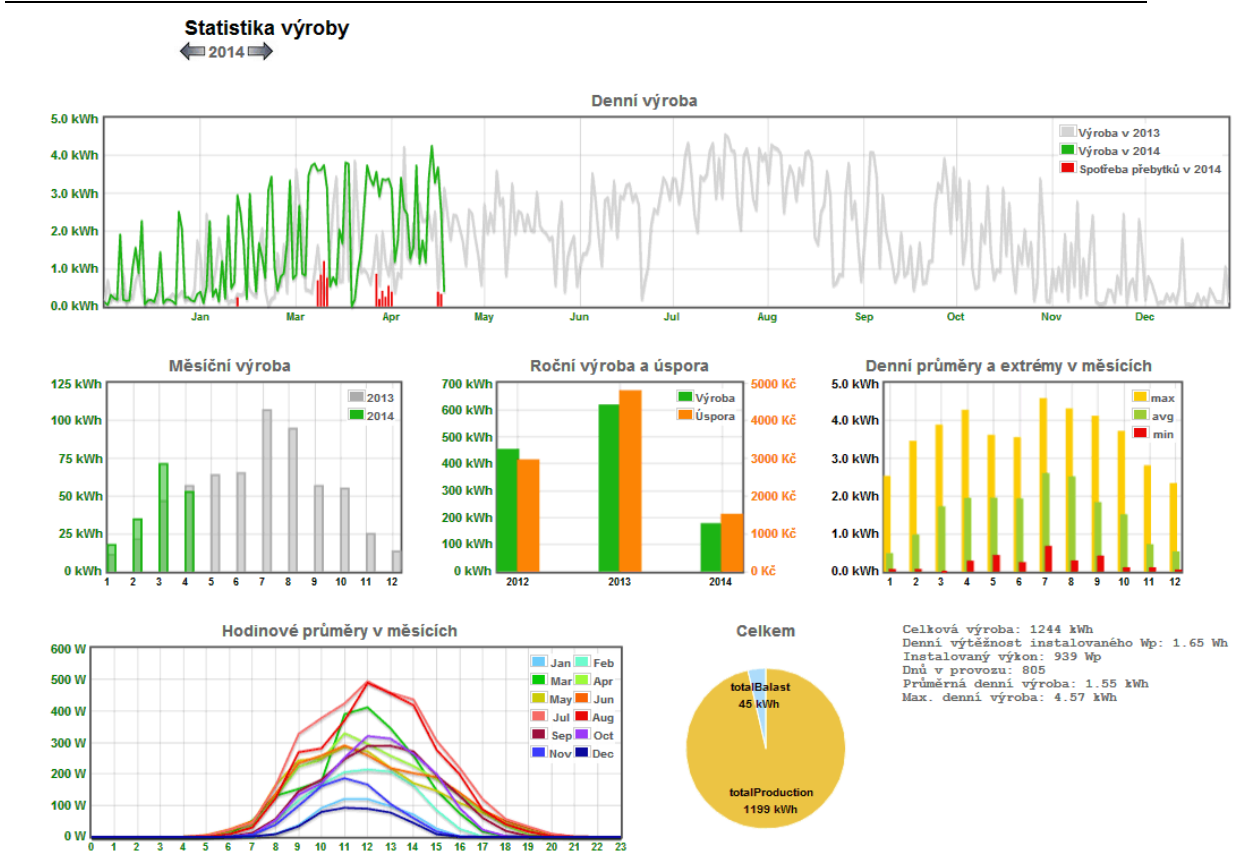 Statistika výroby
2014
Denní výroba
5.0 kWh
4.0 kWh
3.0 kWh
2.0 kWh
1.0 kWh
0.0 kWh
Výroba v 2013
Výroba v 2014
Spotřeba přebytků v 2014
Jan Mar Apr May Jun Jul Aug Sep Oct Nov Dec
Měsíční výroba
125 kWh
100 kWh
75 kWh
50 kWh
25 kWh
0 kWh
2013
2014
1 2 3 4 5 6 7 8 9 10 11 12
Roční výroba a úspora
700 kWh
600 kWh
500 kWh
400 kWh
300 kWh
200 kWh
100 kWh
0 kWh
Výroba
Úspora
5000 Kč
4000 Kč
3000 Kč
2000 Kč
1000 Kč
0 Kč
2012 2013 2014
Denní průměry a extrémy v měsících
5.0 kWh
4.0 kWh
3.0 kWh
2.0 kWh
1.0 kWh
0.0 kWh
max
avg
min
1 2 3 4 5 6 7 8 9 10 11 12
Hodinové průměry v měsících
600 W
500 W
400 W
300 W
200 W
100 W
0 W
Jan Feb
Mar Apr
May Jun
Jul Aug
Sep Oct
Nov Dec
0 1 2 3 4 5 6 7 8 9 10 11 12 13 14 15 16 17 18 19 20 21 22 23
Celkem
totalBalast
45 kWh
totalProduction
1199 kWh
Celková výroba: 1244 kWh
Denní výtěžnost instalovaného Wp: 1.65 Wh
Instalovaný výkon: 939 Wp
Dnů v provozu: 805
Průměrná denní výroba: 1.55 kWh
Max. denní výroba: 4.57 kWh